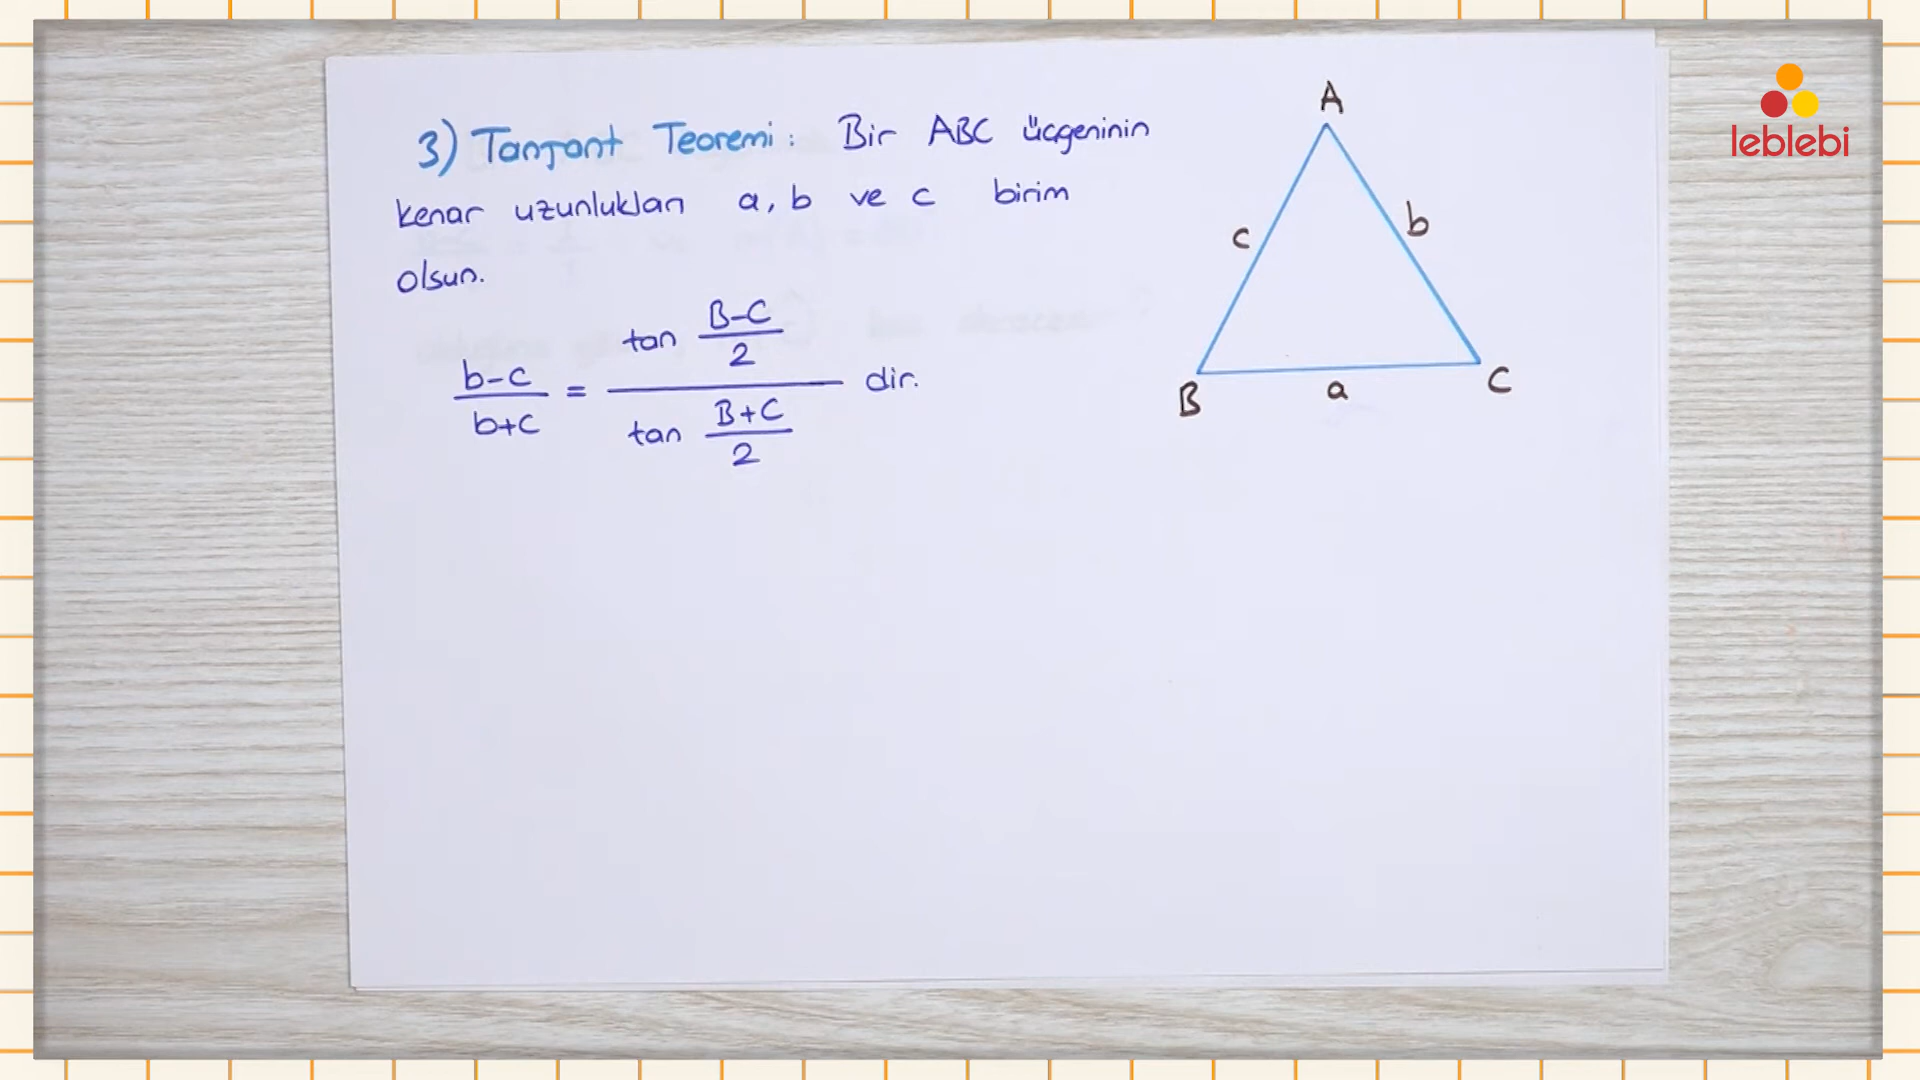 3) Tanjant Teoremi: Bir ABC üçgeninin
kenar uzunlukları a, b ve c birim
olsun.
b-c / b+c = tan B-C / 2 / tan B+C / 2 dir.
A
c
b
B
a
C
leblebi